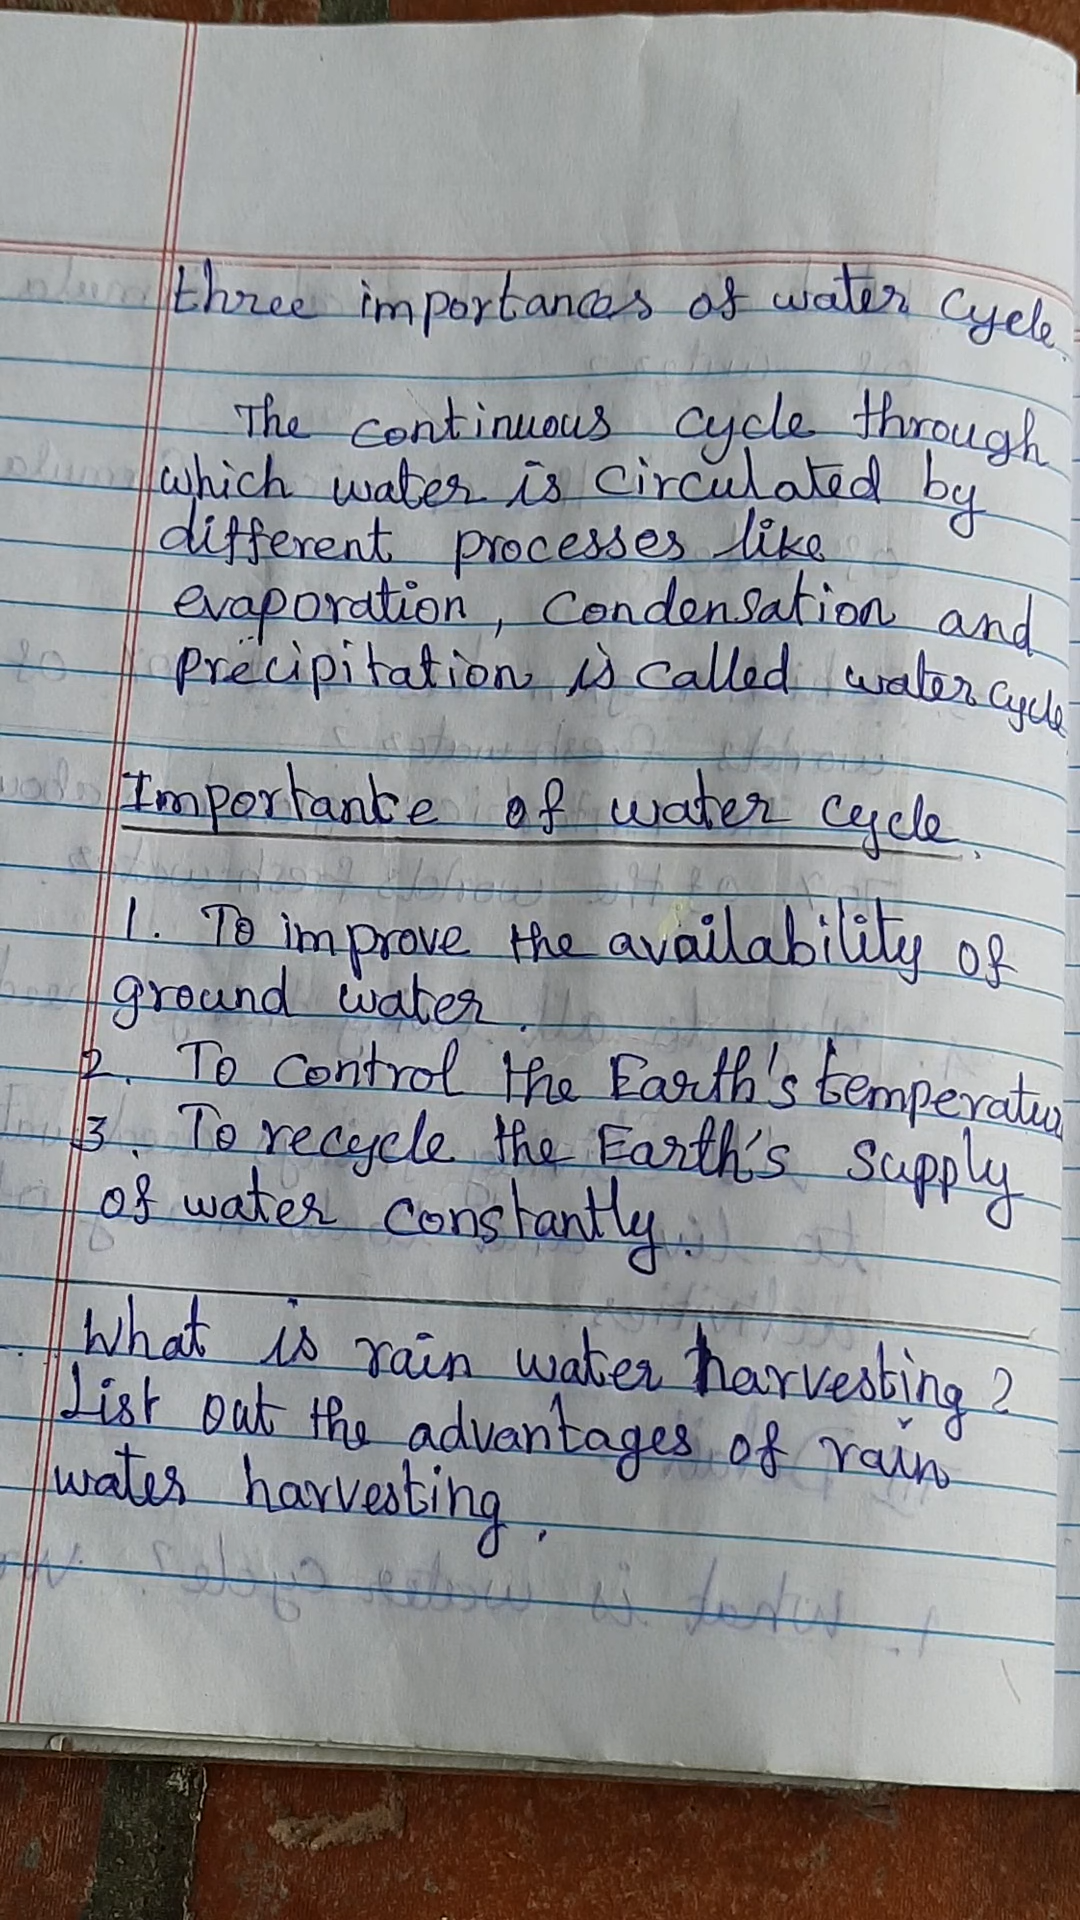 three importances of water Cycle.
The continuous cycle through
which water is circulated by
different processes like
evaporation, Condensation and
precipitation is called water cycle
Importance of water cycle.
1. To improve the availability of
ground water.
2. To control the Earth's temperatu
3. To recycle the Earth's supply
of water constantly.
What is rain water harvesting ?
List out the advantages of rain
water harvesting.